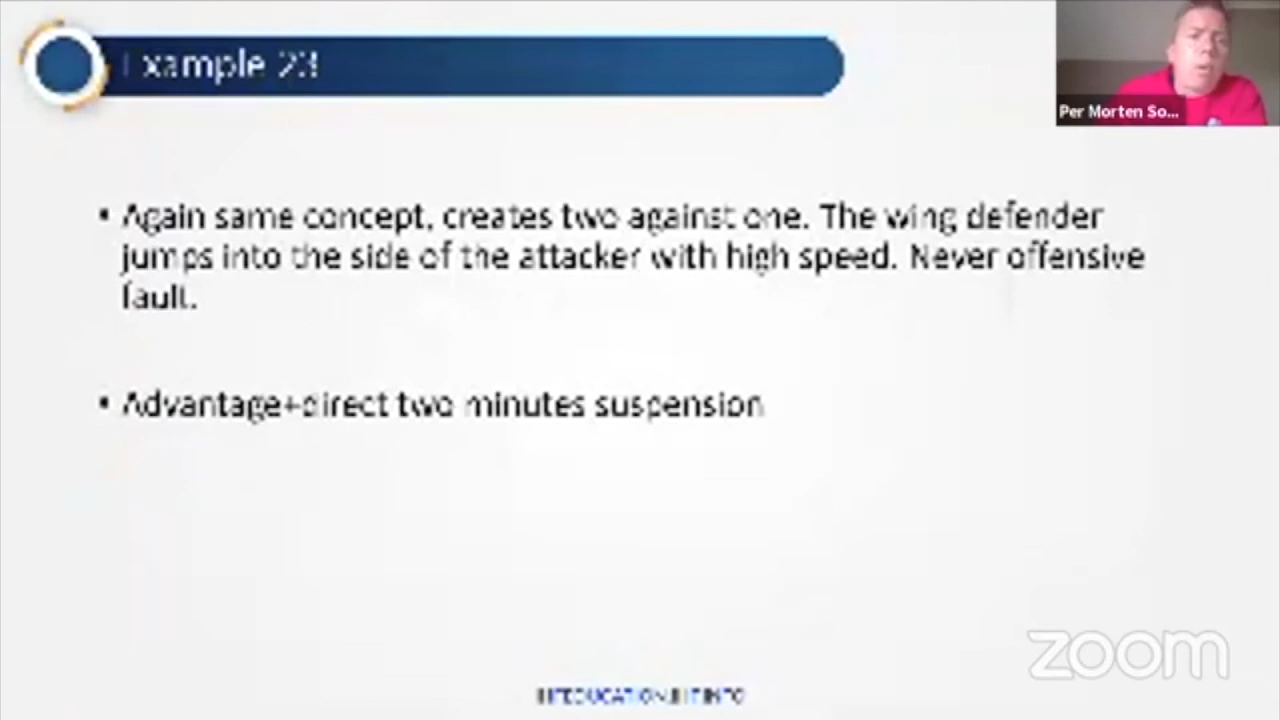 Example 23
Per Morten So...
Again same concept, creates two against one. The wing defender
jumps into the side of the attacker with high speed. Never offensive
fault.
Advantage+direct two minutes suspension
zoom